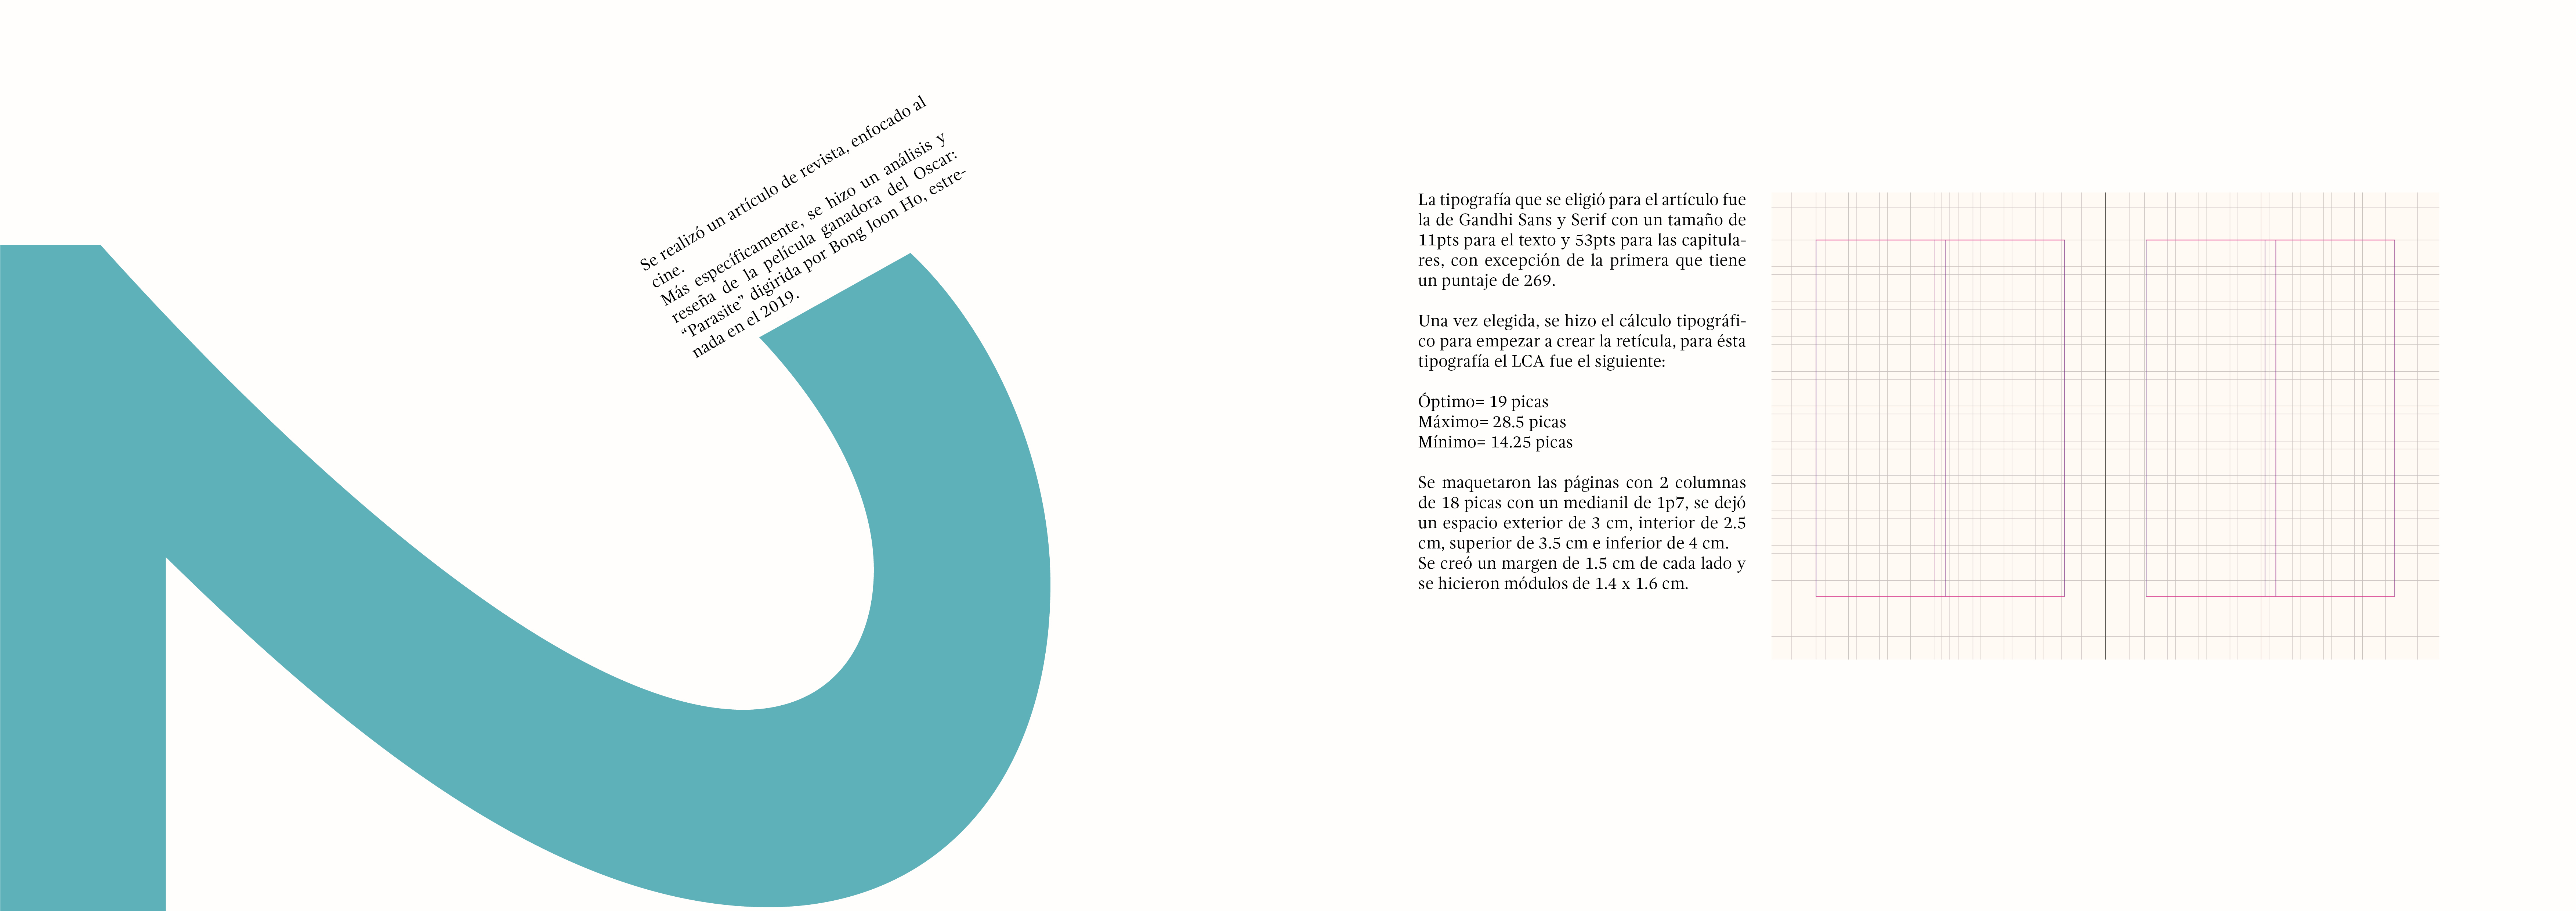 Se realizó un artículo de revista, enfocado al
cine.
Más específicamente, se hizo un análisis y
reseña de la película ganadora del Oscar:
“Parasite” digirida por Bong Joon Ho, estre-
nada en el 2019.
La tipografía que se eligió para el artículo fue
la de Gandhi Sans y Serif con un tamaño de
11pts para el texto y 53pts para las capitula-
res, con excepción de la primera que tiene
un puntaje de 269.
Una vez elegida, se hizo el cálculo tipográfi-
co para empezar a crear la retícula, para ésta
tipografía el LCA fue el siguiente:
Óptimo= 19 picas
Máximo= 28.5 picas
Mínimo= 14.25 picas
Se maquetaron las páginas con 2 columnas
de 18 picas con un medianil de 1p7, se dejó
un espacio exterior de 3 cm, interior de 2.5
cm, superior de 3.5 cm e inferior de 4 cm.
Se creó un margen de 1.5 cm de cada lado y
se hicieron módulos de 1.4 x 1.6 cm.